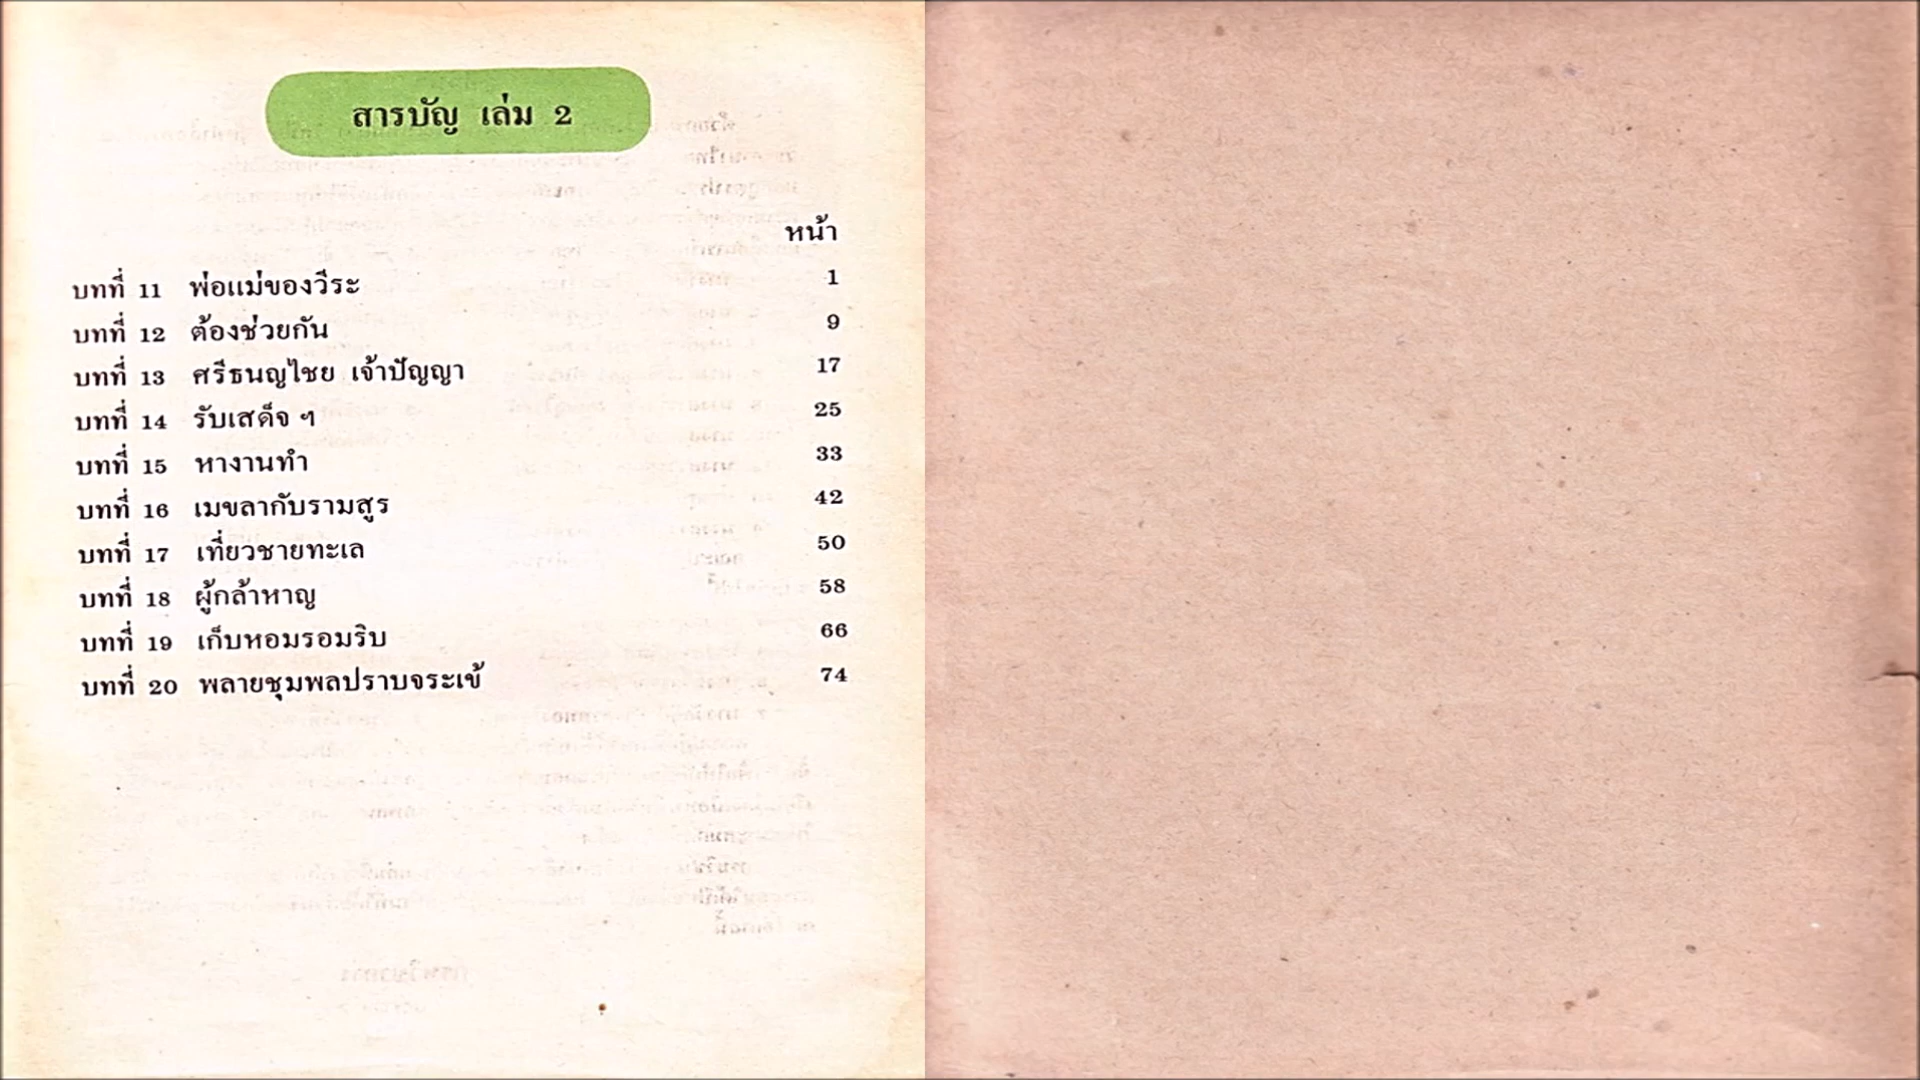 สารบัญ เล่ม 2
หน้า
บทที่ 11 พ่อแม่ของวีระ 1
บทที่ 12 ต้องช่วยกัน 9
บทที่ 13 ศรีธนญไชย เจ้าปัญญา 17
บทที่ 14 รับเสด็จ ฯ 25
บทที่ 15 หางานทำ 33
บทที่ 16 เมขลากับรามสูร 42
บทที่ 17 เที่ยวชายทะเล 50
บทที่ 18 ผู้กล้าหาญ 58
บทที่ 19 เก็บหอมรอมริบ 66
บทที่ 20 พลายชุมพลปราบจระเข้ 74